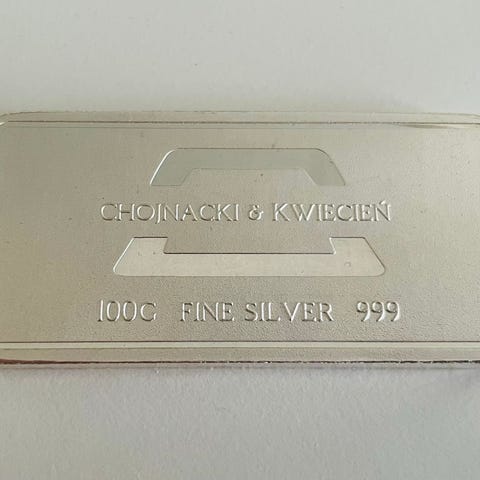 CHOJNACKI & KWIECIEŃ
100G FINE SILVER 999